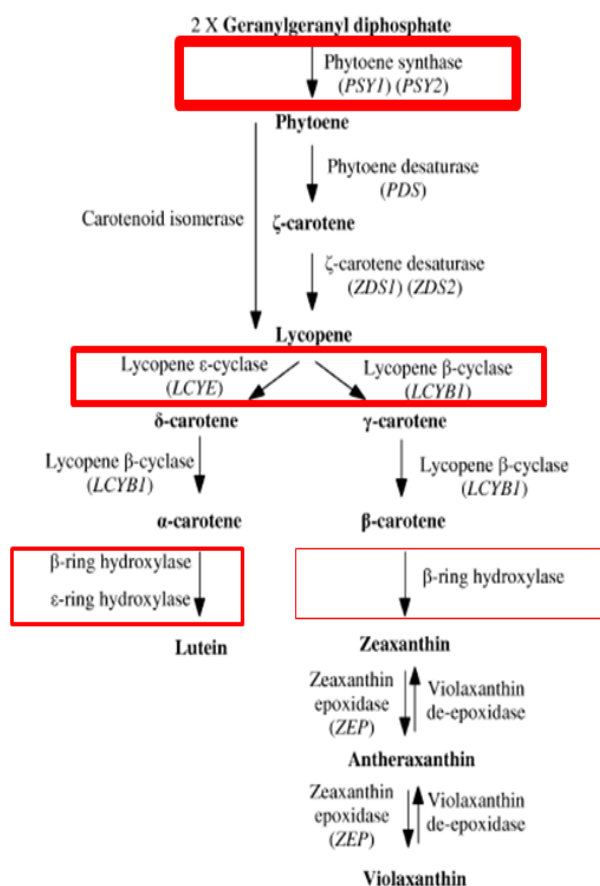 2 X Geranylgeranyl diphosphate
Phytoene synthase
(PSY1) (PSY2)
Phytoene
Phytoene desaturase
(PDS)
Carotenoid isomerase
ζ-carotene
ζ-carotene desaturase
(ZDS1) (ZDS2)
Lycopene
Lycopene ε-cyclase
(LCYE)
Lycopene β-cyclase
(LCYB1)
δ-carotene
γ-carotene
Lycopene β-cyclase
(LCYB1)
Lycopene β-cyclase
(LCYB1)
α-carotene
β-carotene
β-ring hydroxylase
ε-ring hydroxylase
β-ring hydroxylase
Lutein
Zeaxanthin
Zeaxanthin
epoxidase
(ZEP)
Violaxanthin
de-epoxidase
Antheraxanthin
Zeaxanthin
epoxidase
(ZEP)
Violaxanthin
de-epoxidase
Violaxanthin